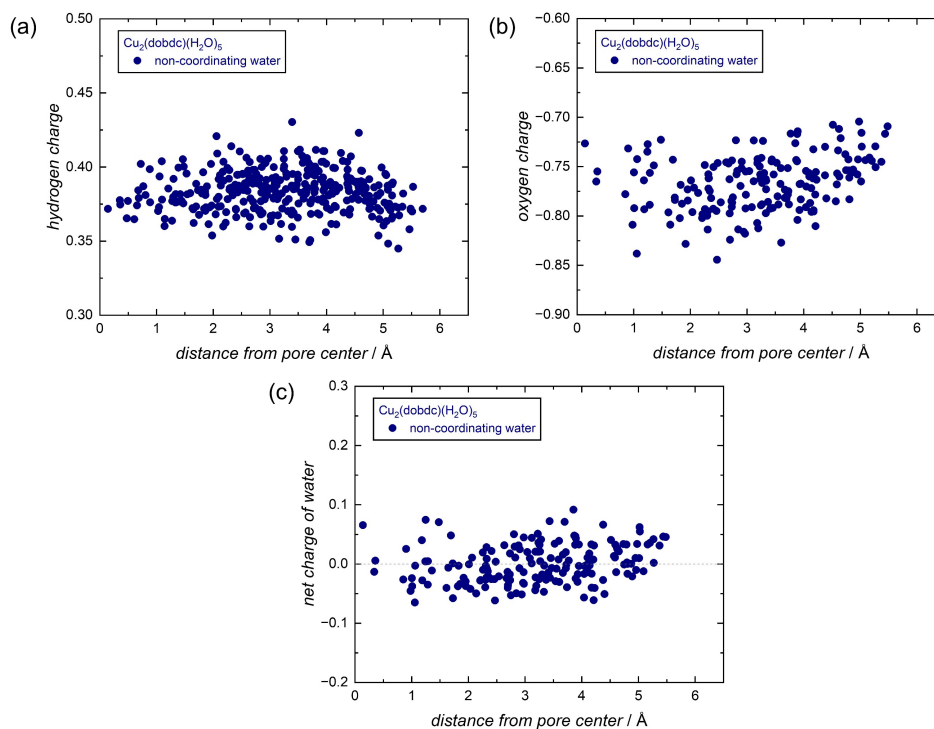 (a)
0.50
0.45
0.40
0.35
0.30
hydrogen charge
Cu₂(dobdc)(H₂O)₅
non-coordinating water
0 1 2 3 4 5 6
distance from pore center / Å
(b)
−0.60
−0.65
−0.70
−0.75
−0.80
−0.85
−0.90
oxygen charge
Cu₂(dobdc)(H₂O)₅
non-coordinating water
0 1 2 3 4 5 6
distance from pore center / Å
(c)
0.3
0.2
0.1
0.0
−0.1
−0.2
net charge of water
Cu₂(dobdc)(H₂O)₅
non-coordinating water
0 1 2 3 4 5 6
distance from pore center / Å